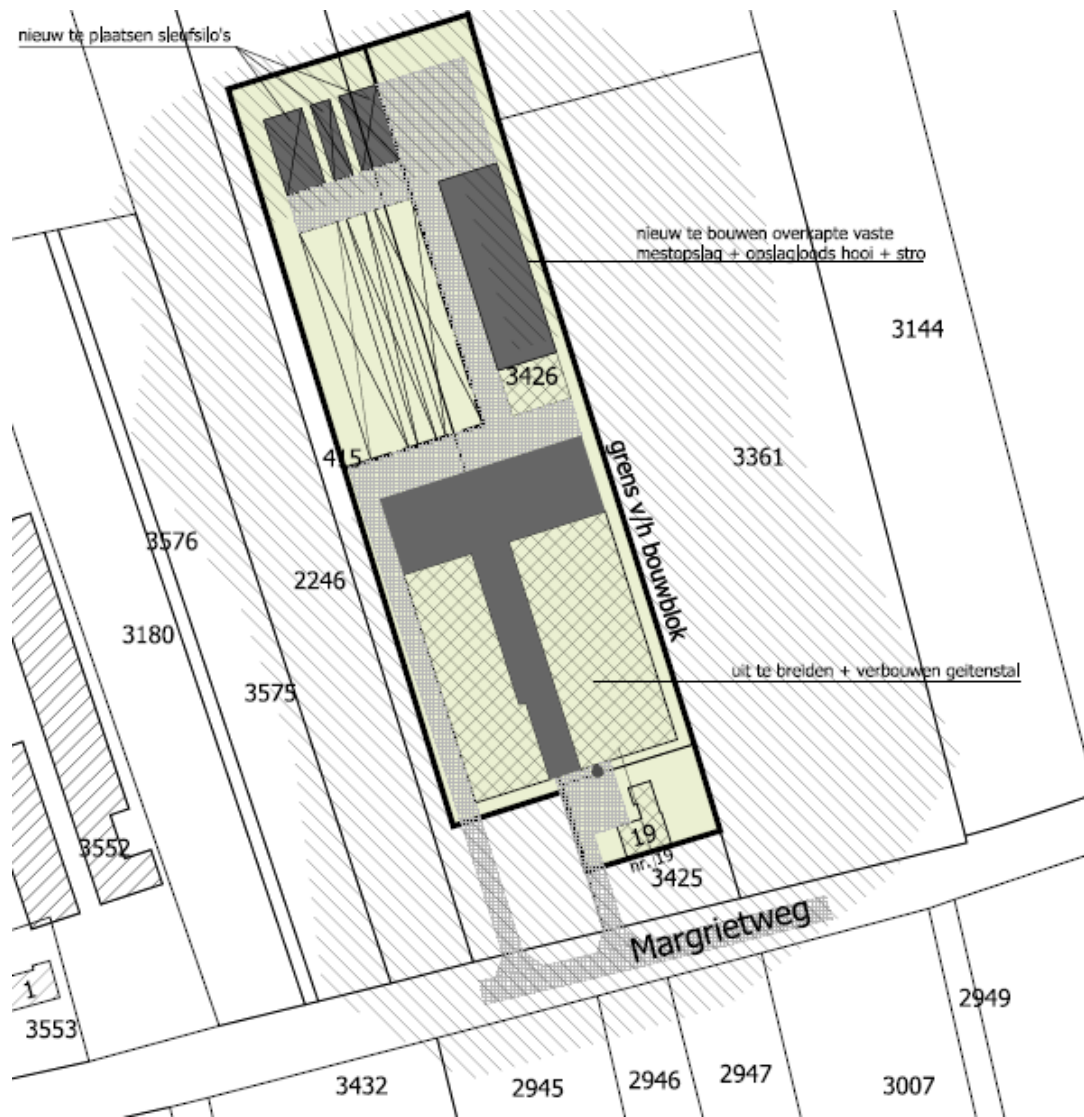 nieuw te plaatsen sleufsilo's
nieuw te bouwen overkapte vaste
mestopslag + opslagloods hooi + stro
3144
3426
415
3361
grens v/h bouwblok
3576
2246
3180
uit te breiden + verbouwen geitenstal
3575
19
3552
nr. 19
3425
Margrietweg
1
2949
3553
3432
2945
2946
2947
3007